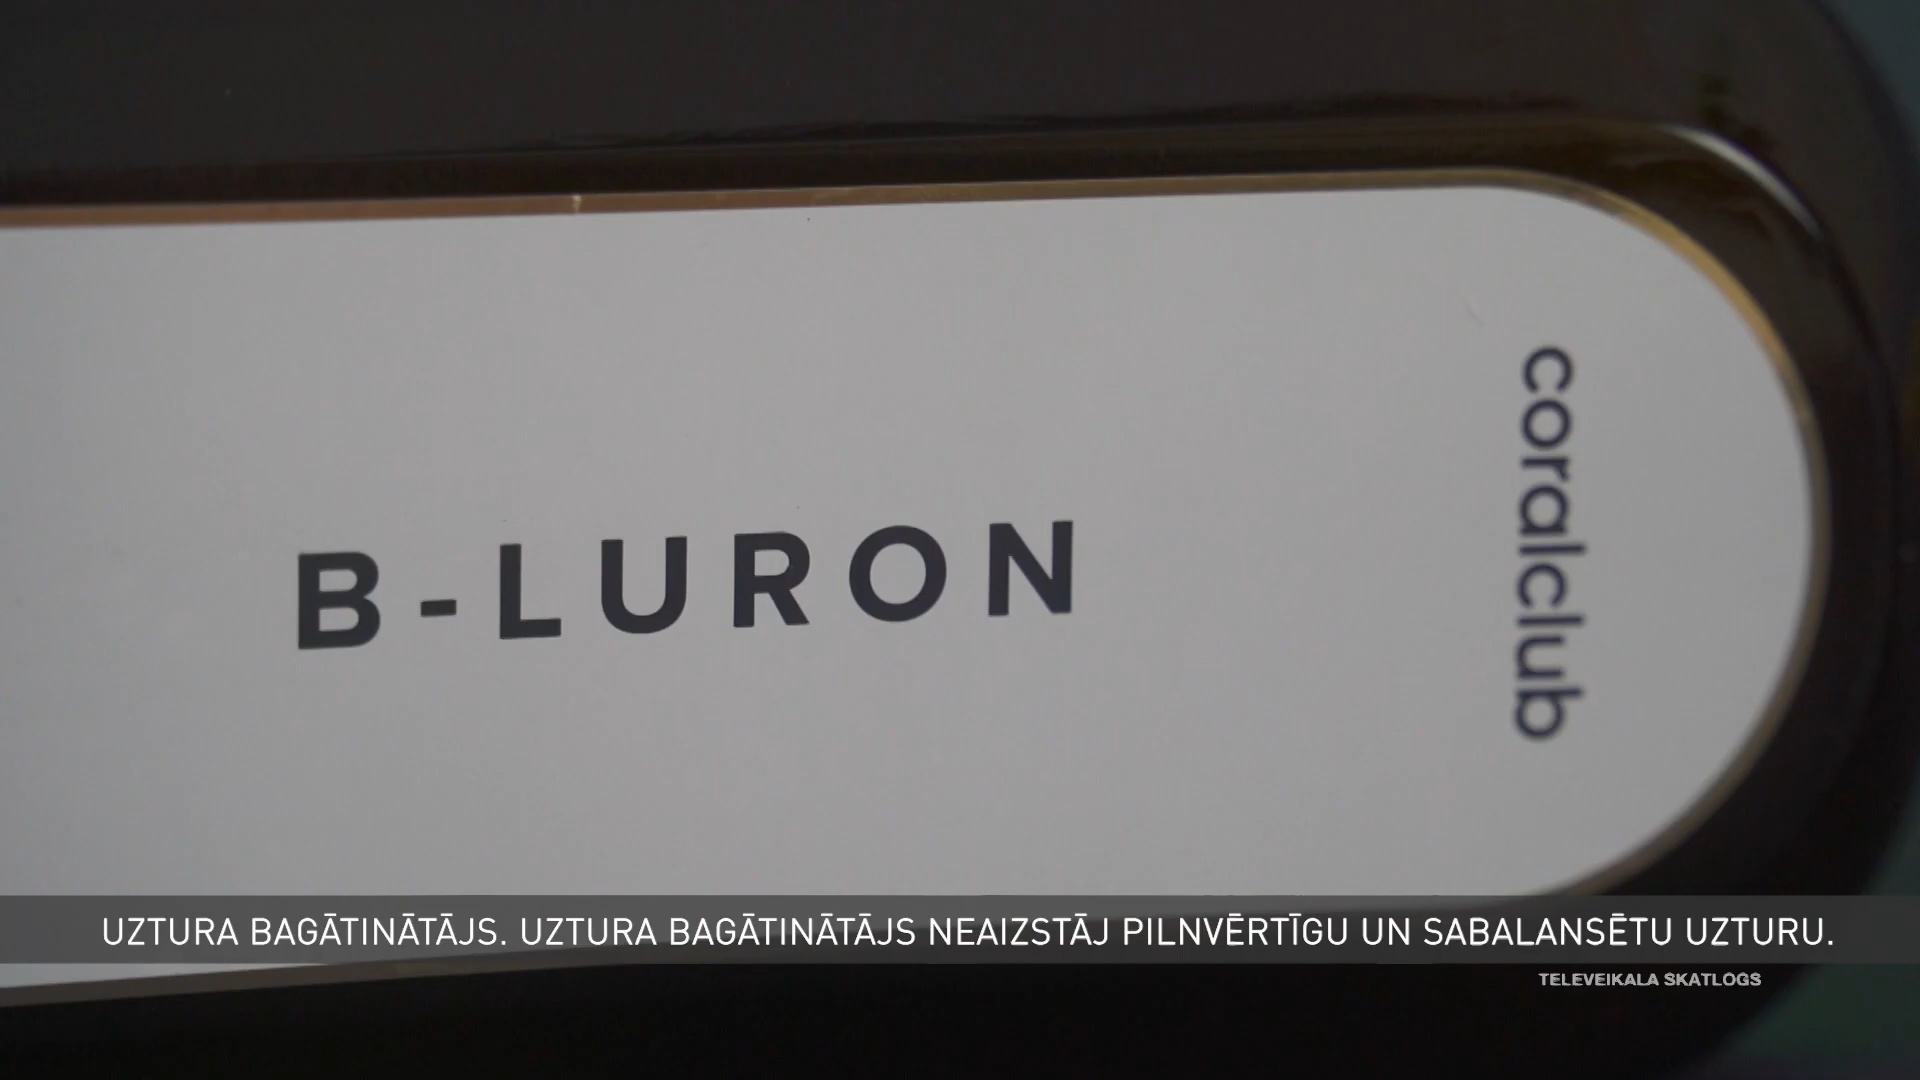 B-LURON
coralclub
UZTURA BAGĀTINĀTĀJS. UZTURA BAGĀTINĀTĀJS NEAIZSTĀJ PILNVĒRTĪGU UN SABALANSĒTU UZTURU.
TELEVEIKALA SKATLOGS